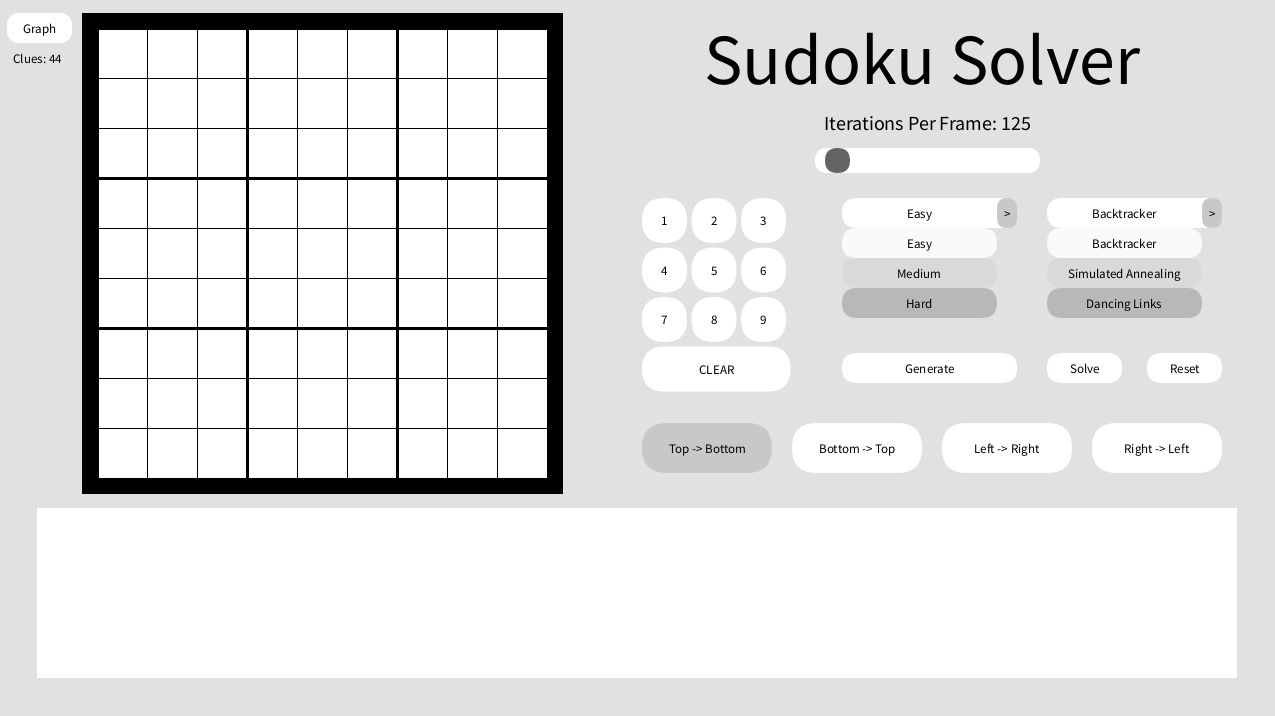 Graph
Clues: 44
Sudoku Solver
Iterations Per Frame: 125
1 2 3
4 5 6
7 8 9
CLEAR
Easy >
Easy
Medium
Hard
Backtracker >
Backtracker
Simulated Annealing
Dancing Links
Generate
Solve
Reset
Top -> Bottom
Bottom -> Top
Left -> Right
Right -> Left